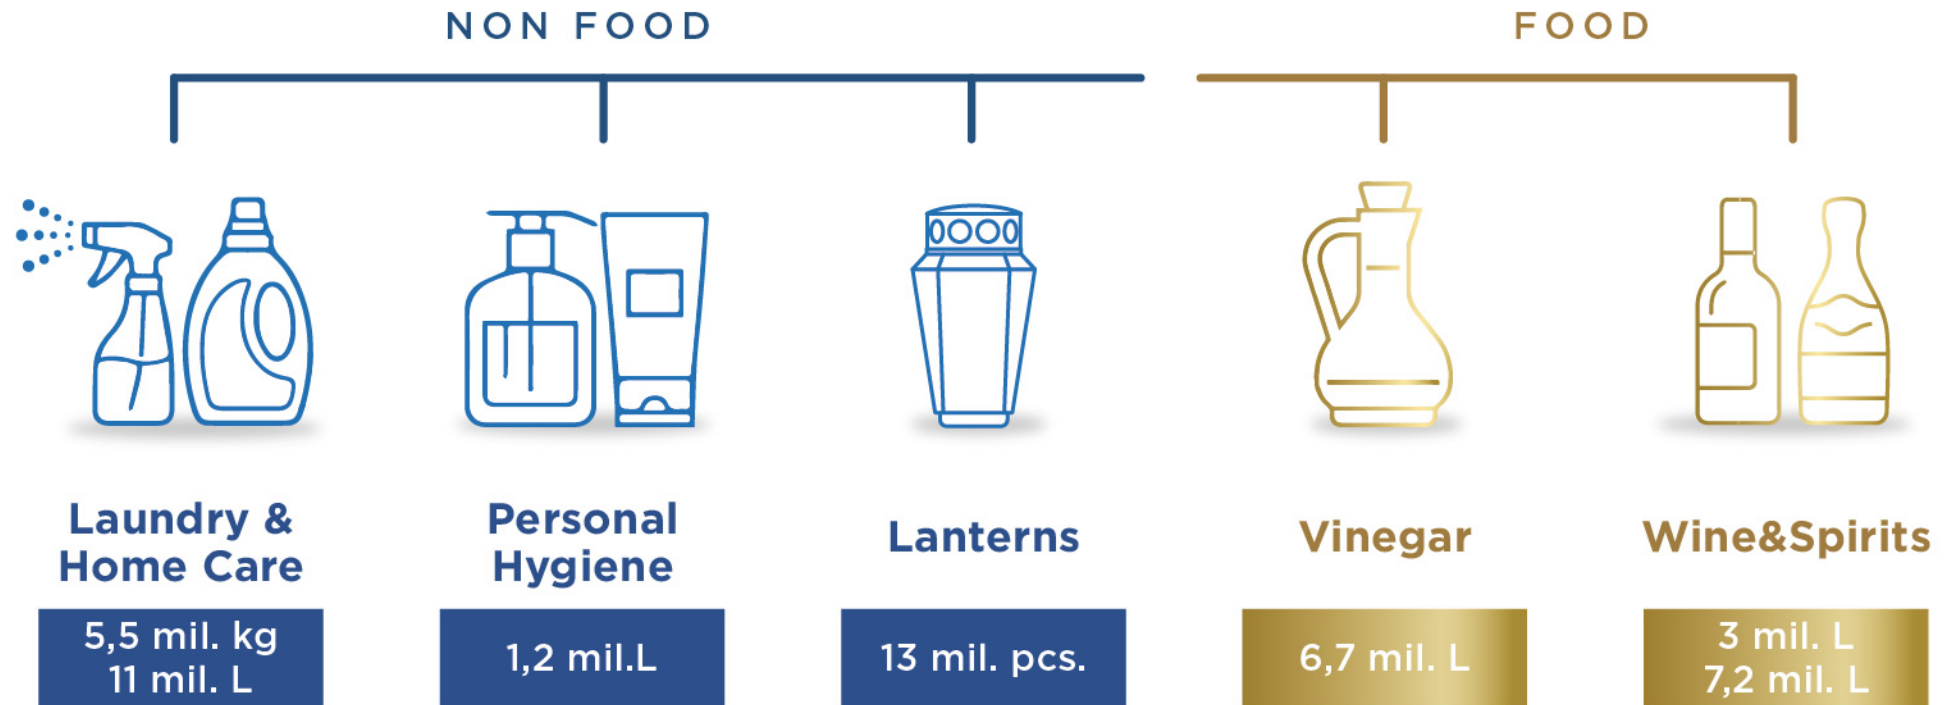 NON FOOD
FOOD
Laundry &
Home Care
5,5 mil. kg
11 mil. L
Personal
Hygiene
1,2 mil.L
Lanterns
13 mil. pcs.
Vinegar
6,7 mil. L
Wine&Spirits
3 mil. L
7,2 mil. L